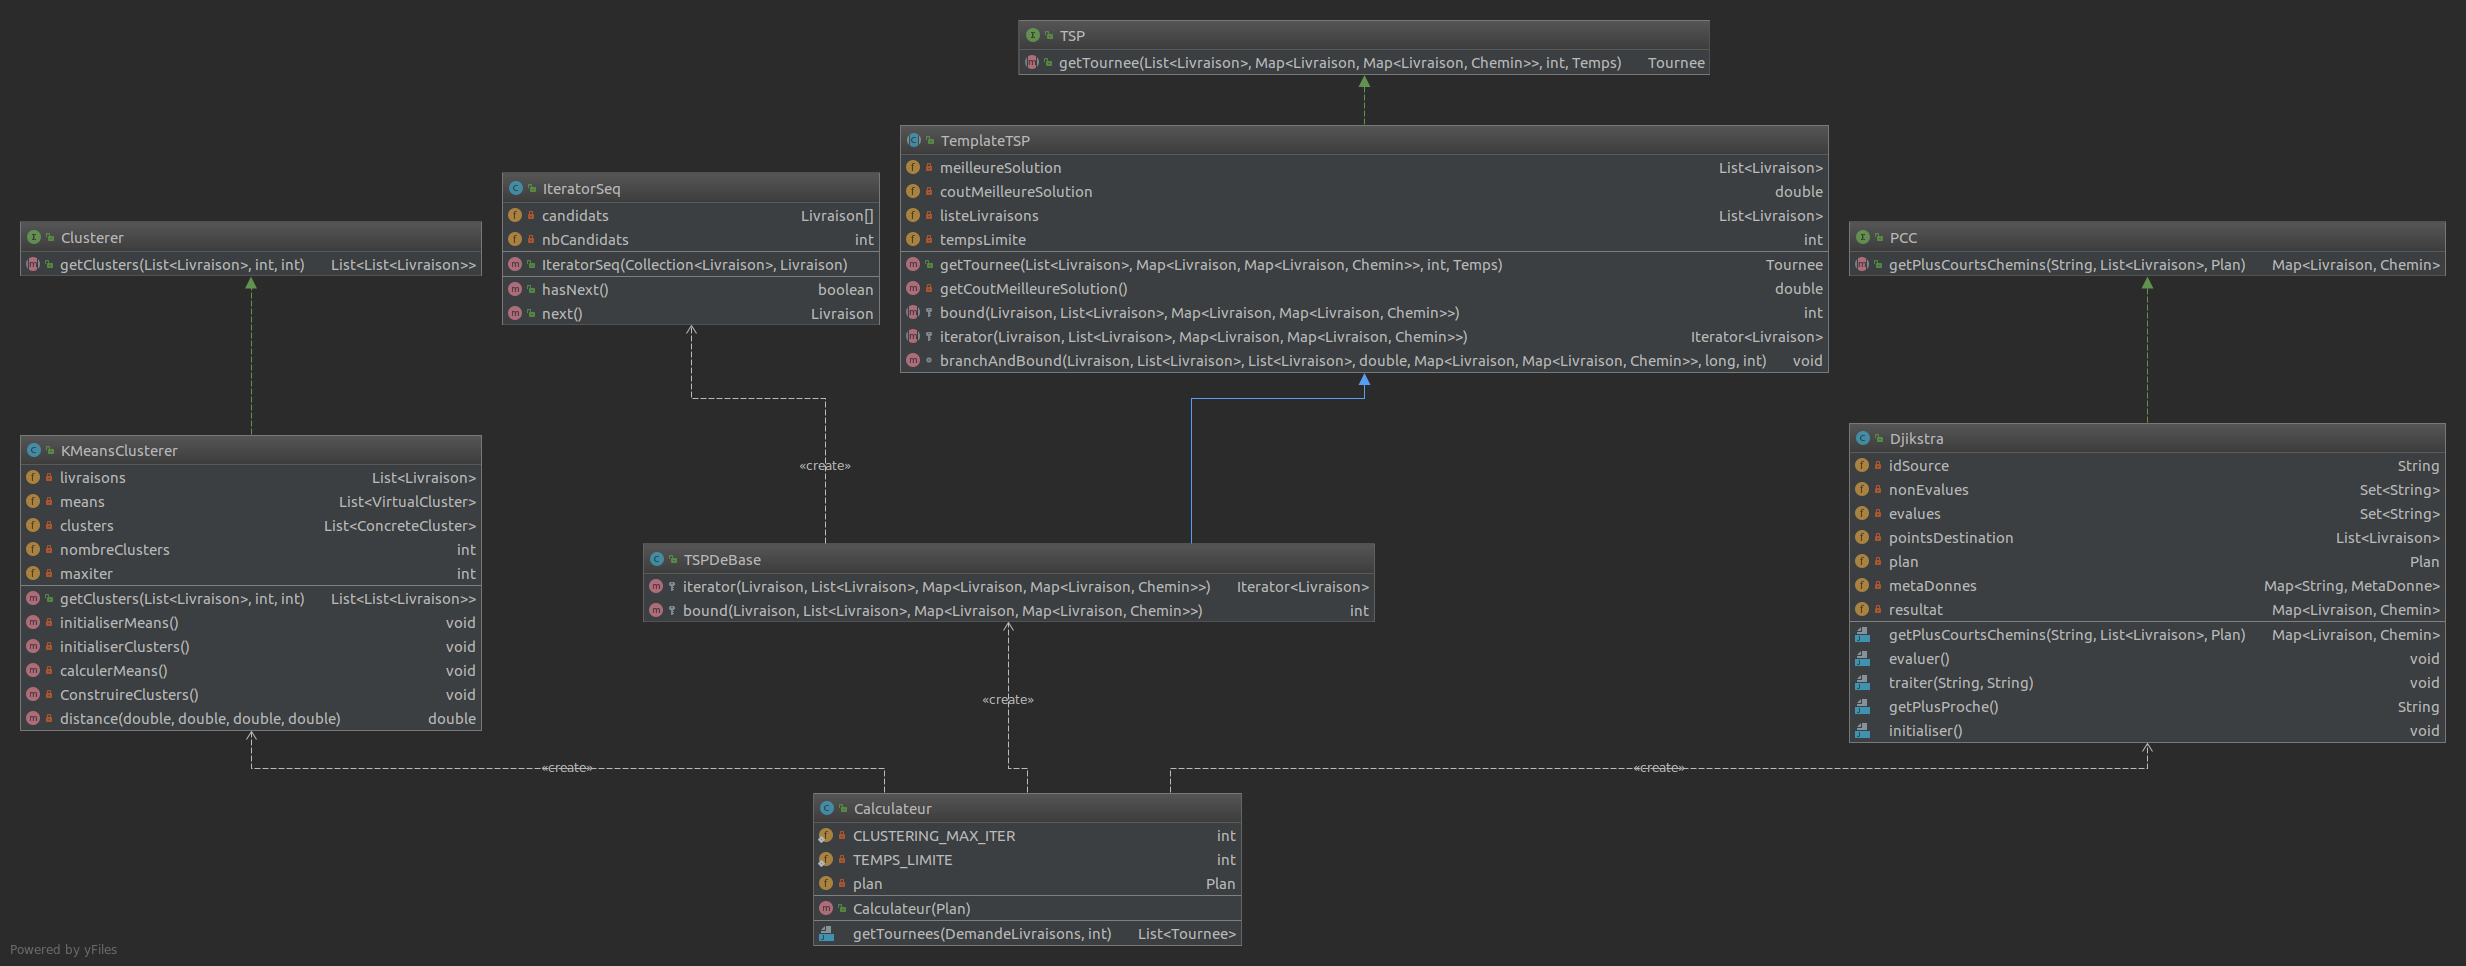 TSP
getTournee(List<Livraison>, Map<Livraison, Map<Livraison, Chemin>>, int, Temps) Tournee
TemplateTSP
meilleureSolution List<Livraison>
coutMeilleureSolution double
listeLivraisons List<Livraison>
tempsLimite int
getTournee(List<Livraison>, Map<Livraison, Map<Livraison, Chemin>>, int, Temps) Tournee
getCoutMeilleureSolution() double
bound(Livraison, List<Livraison>, Map<Livraison, Map<Livraison, Chemin>>) int
iterator(Livraison, List<Livraison>, Map<Livraison, Map<Livraison, Chemin>>) Iterator<Livraison>
branchAndBound(Livraison, List<Livraison>, List<Livraison>, double, Map<Livraison, Map<Livraison, Chemin>>, long, int) void
IteratorSeq
candidats Livraison[]
nbCandidats int
IteratorSeq(Collection<Livraison>, Livraison)
hasNext() boolean
next() Livraison
Clusterer
getClusters(List<Livraison>, int, int) List<List<Livraison>>
PCC
getPlusCourtsChemins(String, List<Livraison>, Plan) Map<Livraison, Chemin>
KMeansClusterer
livraisons List<Livraison>
means List<VirtualCluster>
clusters List<ConcreteCluster>
nombreClusters int
maxiter int
getClusters(List<Livraison>, int, int) List<List<Livraison>>
initialiserMeans() void
initialiserClusters() void
calculerMeans() void
ConstruireClusters() void
distance(double, double, double, double) double
«create»
TSPDeBase
iterator(Livraison, List<Livraison>, Map<Livraison, Map<Livraison, Chemin>>) Iterator<Livraison>
bound(Livraison, List<Livraison>, Map<Livraison, Map<Livraison, Chemin>>) int
Djikstra
idSource String
nonEvalues Set<String>
evalues Set<String>
pointsDestination List<Livraison>
plan Plan
metaDonnes Map<String, MetaDonne>
resultat Map<Livraison, Chemin>
getPlusCourtsChemins(String, List<Livraison>, Plan) Map<Livraison, Chemin>
evaluer() void
traiter(String, String) void
getPlusProche() String
initialiser() void
«create»
«create»
«create»
Calculateur
CLUSTERING_MAX_ITER int
TEMPS_LIMITE int
plan Plan
Calculateur(Plan)
getTournees(DemandeLivraisons, int) List<Tournee>
Powered by yFiles